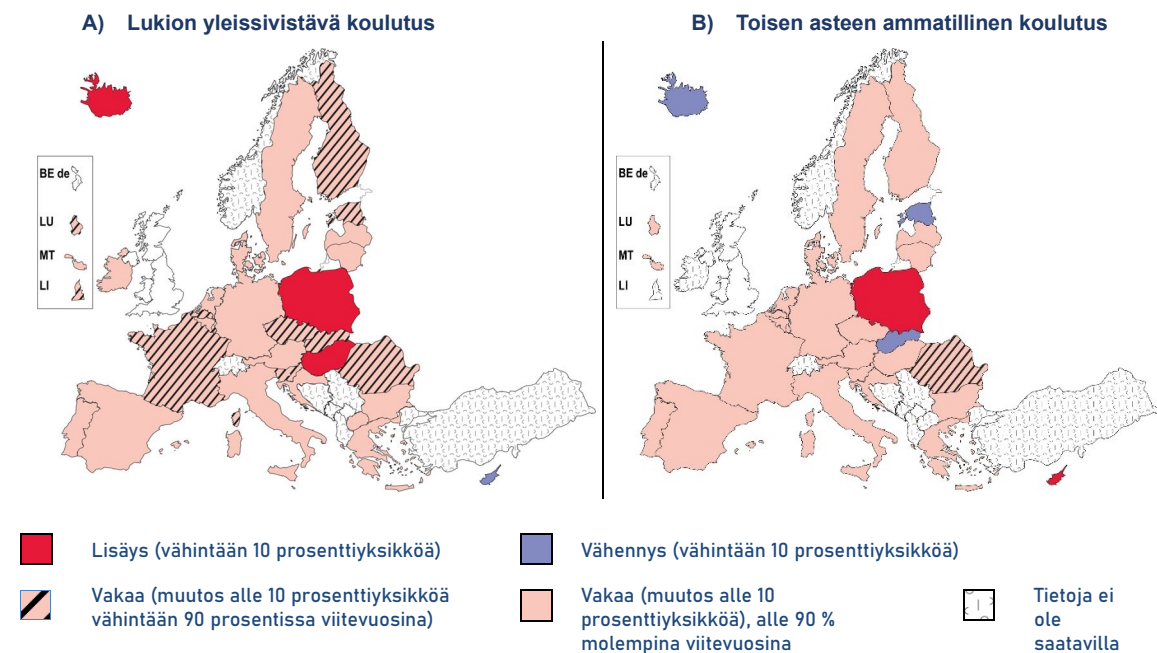 A) Lukion yleissivistävä koulutus
B) Toisen asteen ammatillinen koulutus
BE de
LU
MT
LI
BE de
LU
MT
LI
Lisäys (vähintään 10 prosenttiyksikköä)
Vähennys (vähintään 10 prosenttiyksikköä)
Vakaa (muutos alle 10 prosenttiyksikköä
vähintään 90 prosentissa viitevuosina)
Vakaa (muutos alle 10
prosenttiyksikköä), alle 90 %
molempina viitevuosina
Tietoja ei
ole
saatavilla